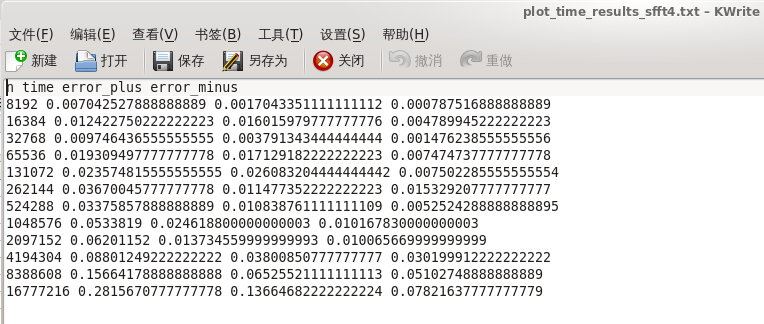 plot_time_results_sfft4.txt – KWrite
文件(F) 编辑(E) 查看(V) 书签(B) 工具(T) 设置(S) 帮助(H)
新建 打开 保存 另存为 关闭 撤消 重做
n time error_plus error_minus
8192 0.007042527888888889 0.0017043351111111112 0.000787516888888889
16384 0.012422750222222223 0.016015979777777776 0.004789945222222223
32768 0.009746436555555555 0.003791343444444444 0.001476238555555556
65536 0.019309497777777778 0.017129182222222223 0.007474737777777778
131072 0.023574815555555555 0.026083204444444442 0.007502285555555554
262144 0.03670045777777778 0.011477352222222223 0.015329207777777777
524288 0.03375857888888889 0.010838761111111109 0.0052524288888888895
1048576 0.0533819 0.024618800000000003 0.010167830000000003
2097152 0.06201152 0.013734559999999993 0.010065669999999999
4194304 0.08801249222222222 0.03800850777777777 0.030199912222222222
8388608 0.15664178888888888 0.06525521111111113 0.05102748888888889
16777216 0.2815670777777778 0.13664682222222224 0.07821637777777779